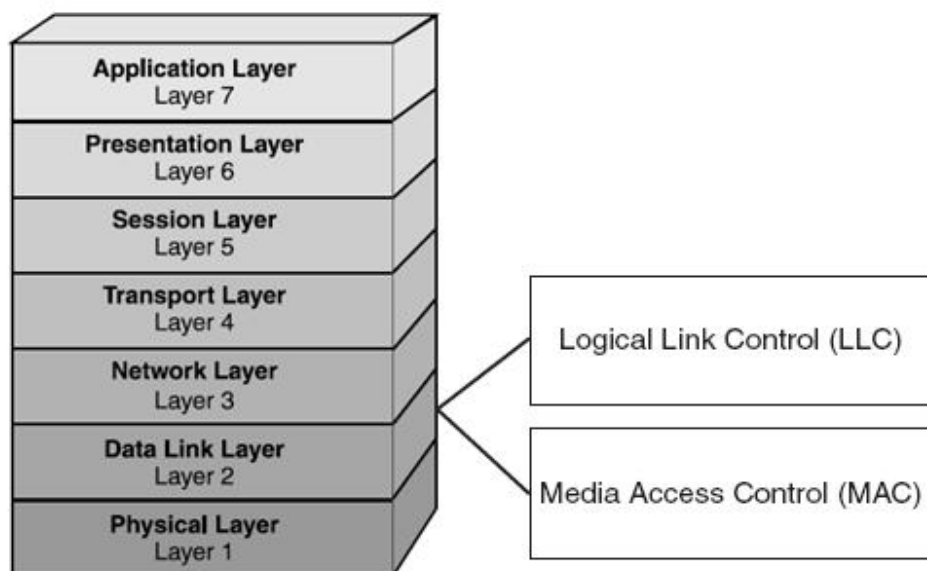 Application Layer
Layer 7
Presentation Layer
Layer 6
Session Layer
Layer 5
Transport Layer
Layer 4
Network Layer
Layer 3
Data Link Layer
Layer 2
Physical Layer
Layer 1
Logical Link Control (LLC)
Media Access Control (MAC)